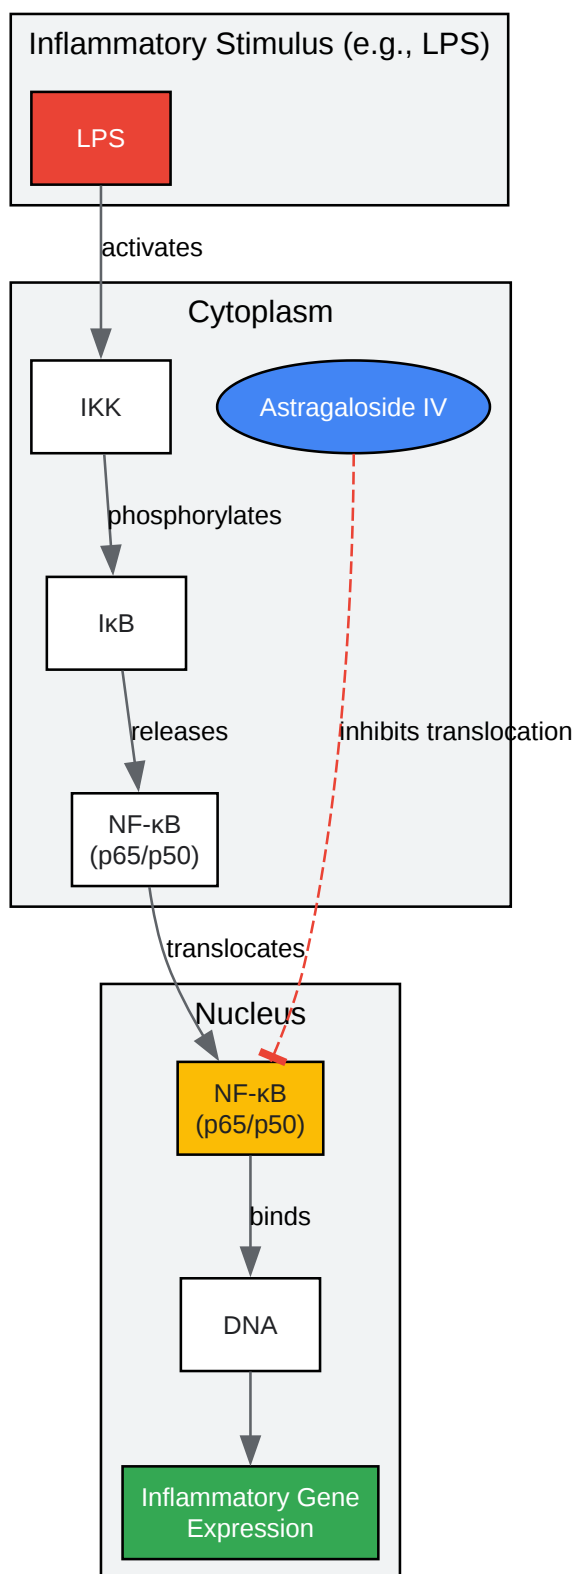 Inflammatory Stimulus (e.g., LPS)
LPS
activates
Cytoplasm
IKK
Astragaloside IV
phosphorylates
IκB
releases
inhibits translocation
NF-κB
(p65/p50)
translocates
Nucleus
NF-κB
(p65/p50)
binds
DNA
Inflammatory Gene
Expression